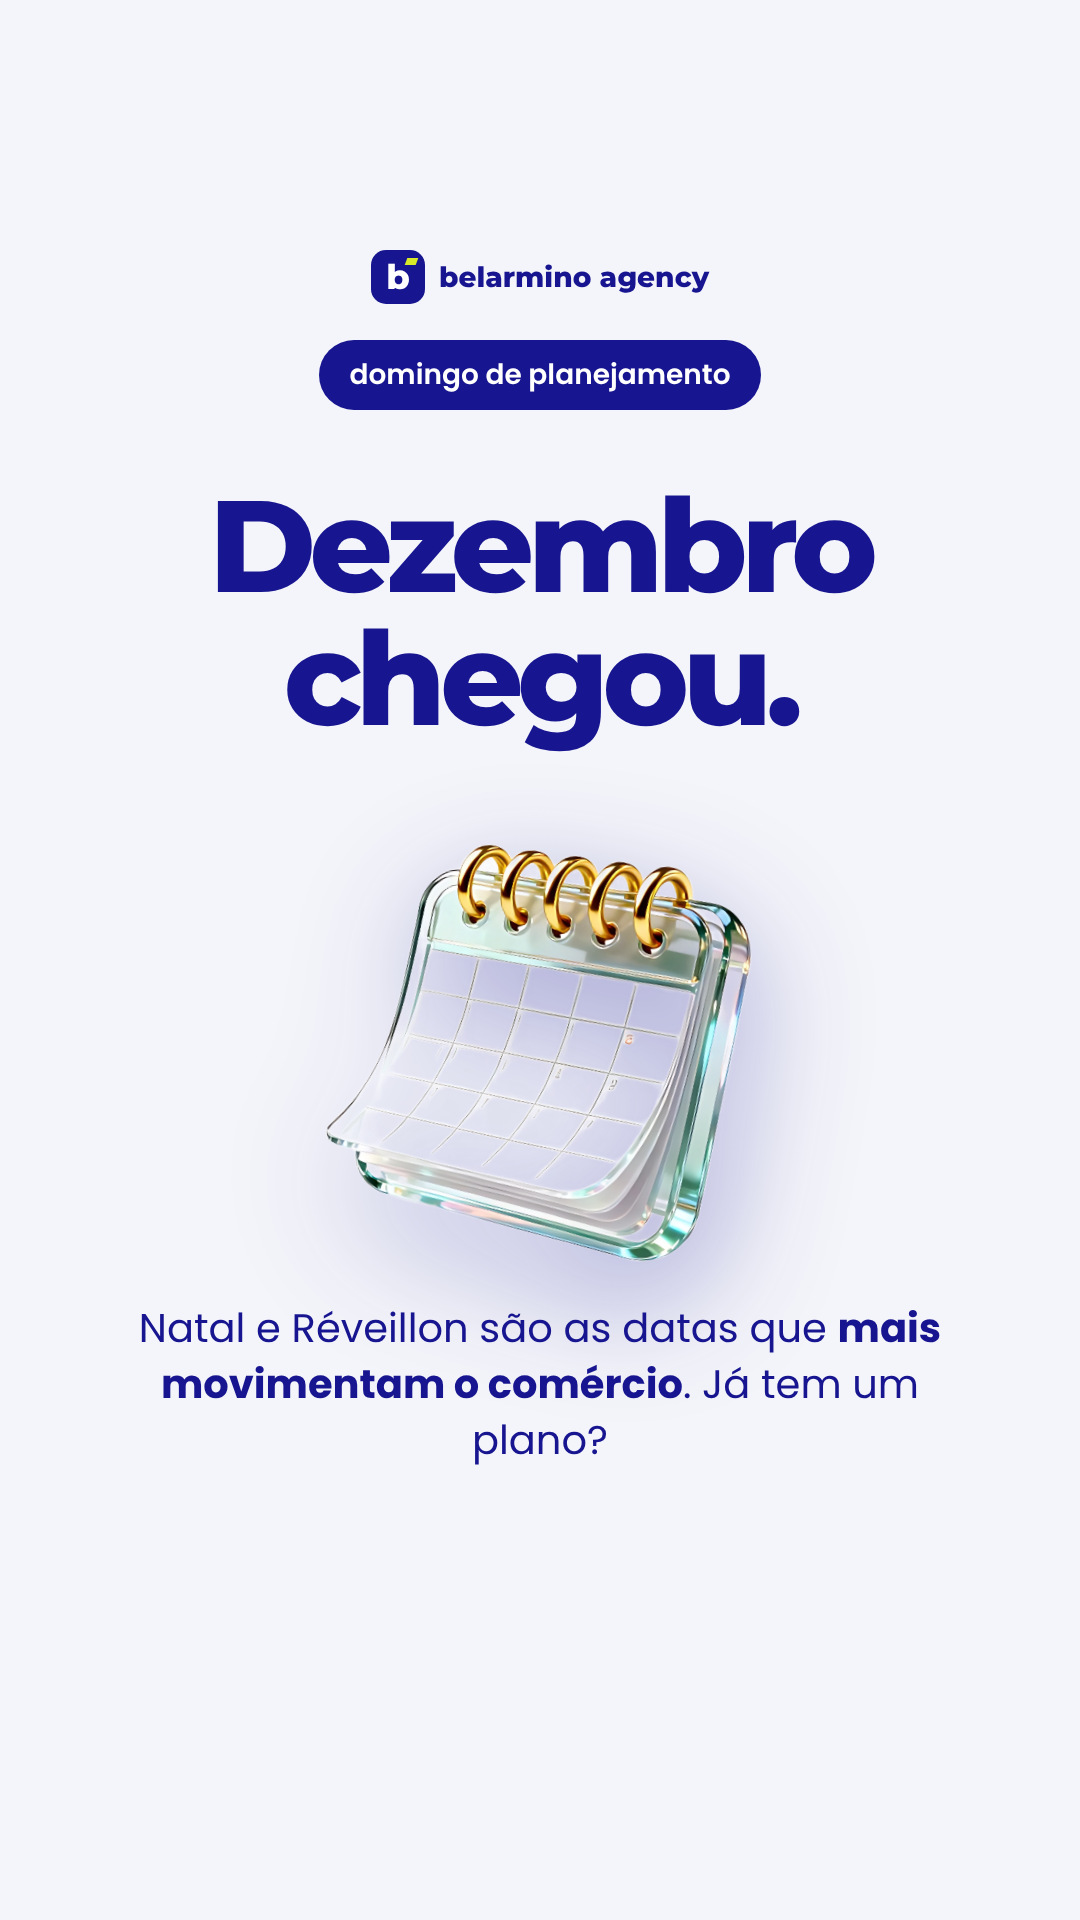 b
belarmino agency
domingo de planejamento
Dezembro
chegou.
Natal e Réveillon são as datas que mais
movimentam o comércio. Já tem um
plano?